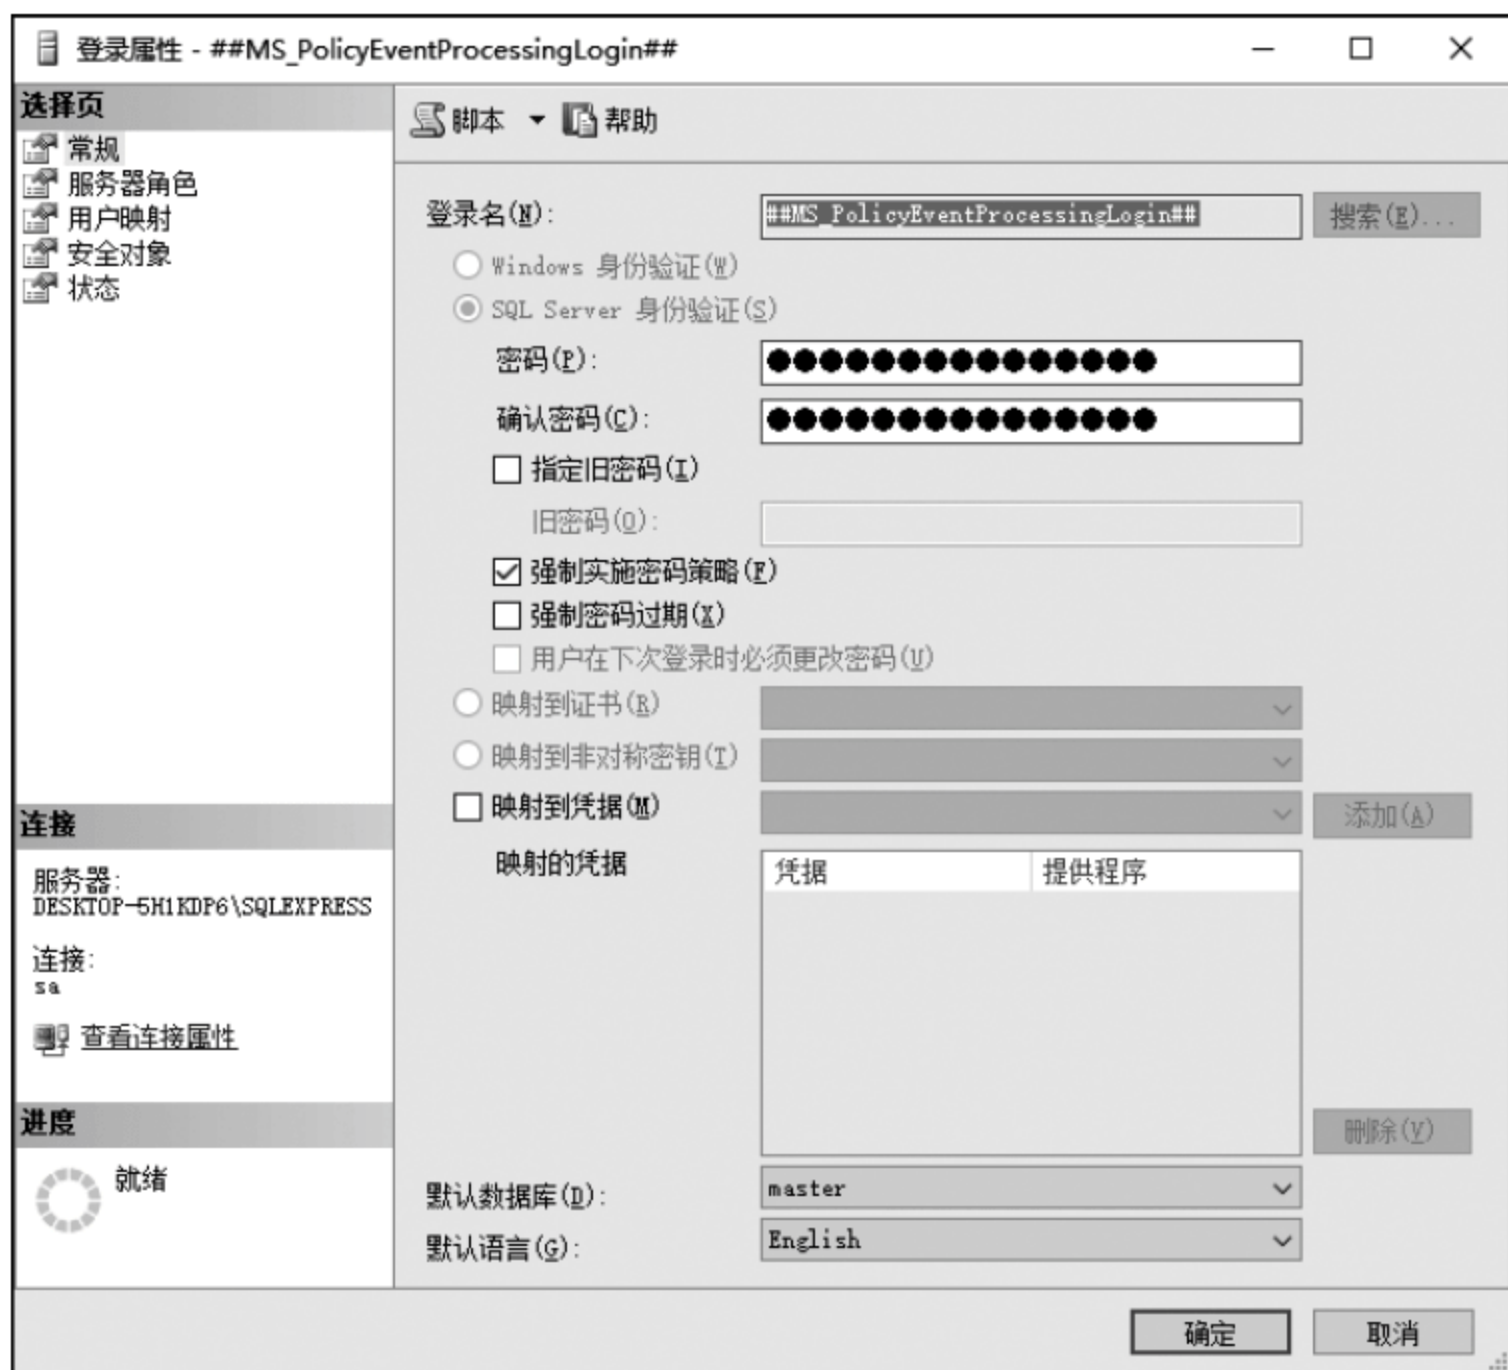 登录属性 - ##MS_PolicyEventProcessingLogin##
选择页
常规
服务器角色
用户映射
安全对象
状态
脚本 帮助
登录名(N): ##MS_PolicyEventProcessingLogin## 搜索(E)...
Windows 身份验证(W)
SQL Server 身份验证(S)
密码(P): ●●●●●●●●●●●●●●●
确认密码(C): ●●●●●●●●●●●●●●●
指定旧密码(I)
旧密码(O):
强制实施密码策略(F)
强制密码过期(X)
用户在下次登录时必须更改密码(U)
映射到证书(R)
映射到非对称密钥(T)
映射到凭据(M) 添加(A)
映射的凭据 凭据 提供程序
删除(V)
默认数据库(D): master
默认语言(G): English
连接
服务器:
DESKTOP-5H1KDP6\SQLEXPRESS
连接:
sa
查看连接属性
进度
就绪
确定 取消